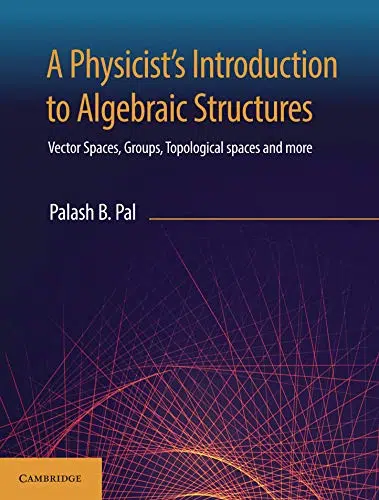 A Physicist's Introduction
to Algebraic Structures
Vector Spaces, Groups, Topological spaces and more
Palash B. Pal
CAMBRIDGE